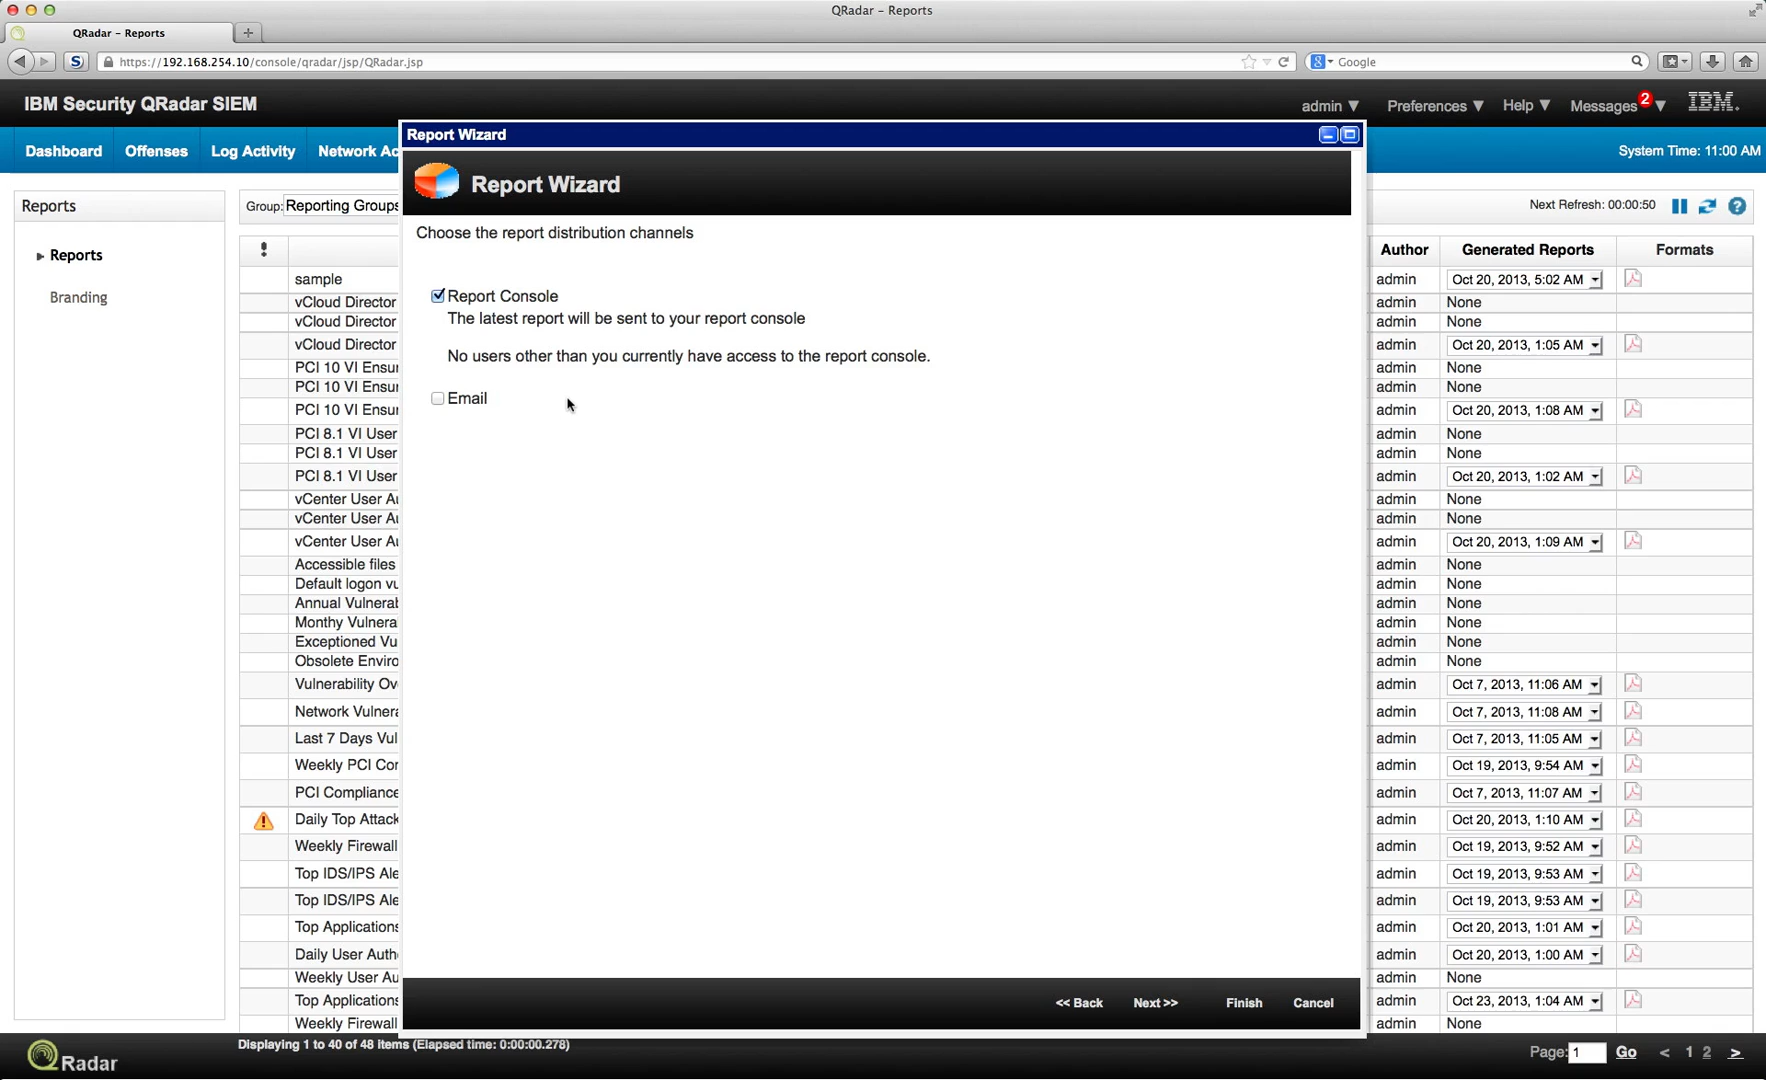 QRadar – Reports
QRadar – Reports
https://192.168.254.10/console/qradar/jsp/QRadar.jsp
Google
IBM Security QRadar SIEM
admin ▼ Preferences ▼ Help ▼ Messages 2 ▼ IBM.
Dashboard Offenses Log Activity Network Ac
System Time: 11:00 AM
Report Wizard
Report Wizard
Choose the report distribution channels
Report Console
The latest report will be sent to your report console
No users other than you currently have access to the report console.
Email
<< Back Next >> Finish Cancel
Reports
Reports
Branding
Group: Reporting Groups
Next Refresh: 00:00:50
Author Generated Reports Formats
sample admin Oct 20, 2013, 5:02 AM
vCloud Director admin None
vCloud Director admin None
vCloud Director admin Oct 20, 2013, 1:05 AM
PCI 10 VI Ensu admin None
PCI 10 VI Ensu admin None
PCI 10 VI Ensu admin Oct 20, 2013, 1:08 AM
PCI 8.1 VI User admin None
PCI 8.1 VI User admin None
PCI 8.1 VI User admin Oct 20, 2013, 1:02 AM
vCenter User Au admin None
vCenter User Au admin None
vCenter User Au admin Oct 20, 2013, 1:09 AM
Accessible files admin None
Default logon vu admin None
Annual Vulnerab admin None
Monthy Vulnera admin None
Exceptioned Vu admin None
Obsolete Enviro admin None
Vulnerability Ov admin Oct 7, 2013, 11:06 AM
Network Vulnera admin Oct 7, 2013, 11:08 AM
Last 7 Days Vul admin Oct 7, 2013, 11:05 AM
Weekly PCI Cor admin Oct 19, 2013, 9:54 AM
PCI Compliance admin Oct 7, 2013, 11:07 AM
Daily Top Attack admin Oct 20, 2013, 1:10 AM
Weekly Firewall admin Oct 19, 2013, 9:52 AM
Top IDS/IPS Ale admin Oct 19, 2013, 9:53 AM
Top IDS/IPS Ale admin Oct 19, 2013, 9:53 AM
Top Applications admin Oct 20, 2013, 1:01 AM
Daily User Auth admin Oct 20, 2013, 1:00 AM
Weekly User Au admin None
Top Applications admin Oct 23, 2013, 1:04 AM
Weekly Firewall admin None
QRadar
Displaying 1 to 40 of 48 items (Elapsed time: 0:00:00.278)
Page: 1 Go < 1 2 >